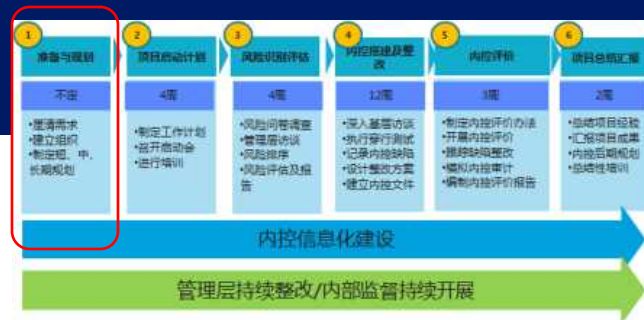 1
准备与规划
不定
•厘清需求
•建立组织
•制定短、中、
长期规划
2
项目启动计划
4周
•制定工作计划
•召开启动会
•进行培训
3
风险识别评估
4周
•风险问卷调查
•管理层访谈
•风险排序
•风险评估及报
告
4
内控搭建及整
改
12周
•深入基层访谈
•执行穿行测试
•记录内控缺陷
•设计整改方案
•建立内控文件
5
内控评价
3周
•制定内控评价办法
•开展内控评价
•跟踪缺陷整改
•模拟内控审计
•编制内控评价报告
6
项目总结汇报
2周
•总结项目经验
•汇报项目成果
•内控后期规划
•总结性培训
内控信息化建设
管理层持续整改/内部监督持续开展